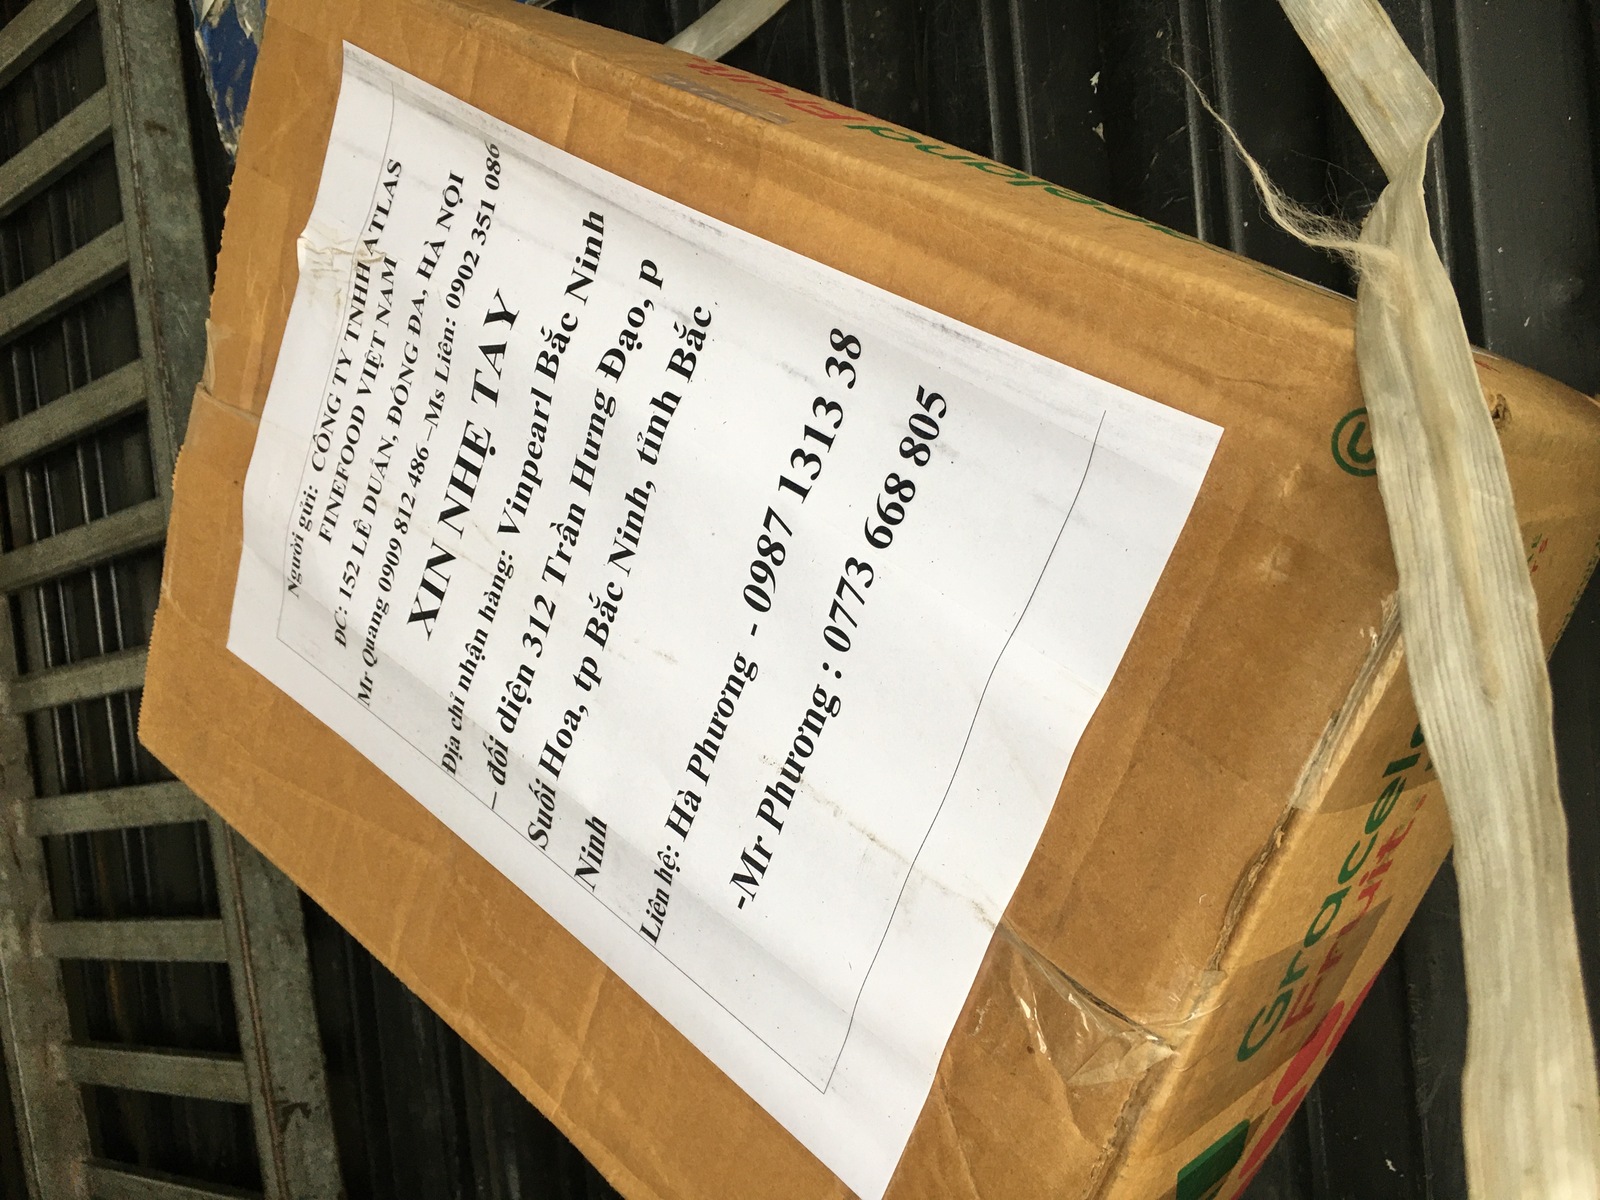 Người gửi: CÔNG TY TNHH ATLAS
FINEFOOD VIỆT NAM
ĐC: 152 LÊ DUẨN, ĐỐNG ĐA, HÀ NỘI
Mr Quang 0909 812 486 –Ms Liên: 0902 351 086
XIN NHẸ TAY
Địa chỉ nhận hàng: Vinpearl Bắc Ninh
– đối diện 312 Trần Hưng Đạo, p
Suối Hoa, tp Bắc Ninh, tỉnh Bắc
Ninh
Liên hệ: Hà Phương - 0987 1313 38
-Mr Phương : 0773 668 805
Fruit